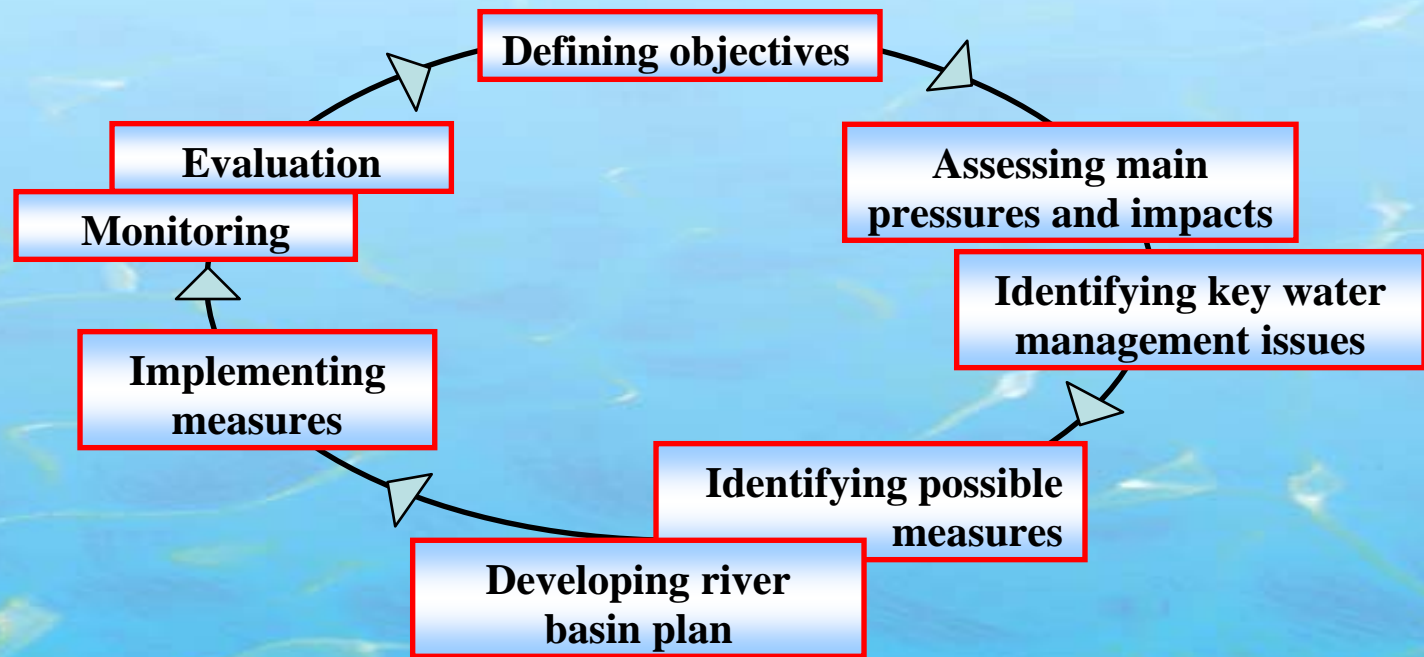 Defining objectives
Assessing main
pressures and impacts
Identifying key water
management issues
Identifying possible
measures
Developing river
basin plan
Implementing
measures
Monitoring
Evaluation